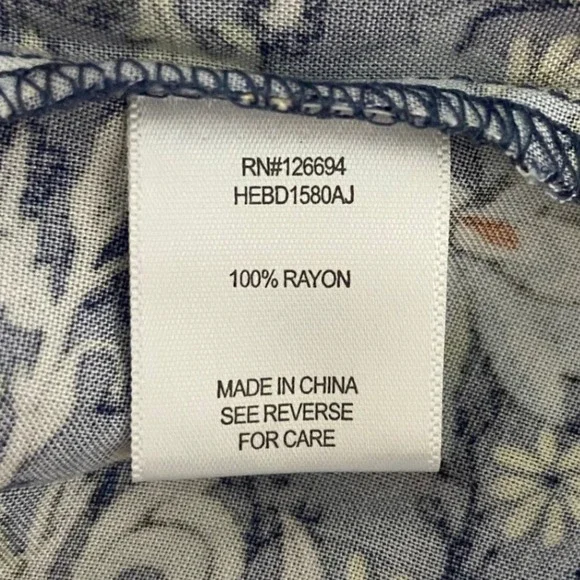 RN#126694
HEBD1580AJ
100% RAYON
MADE IN CHINA
SEE REVERSE
FOR CARE